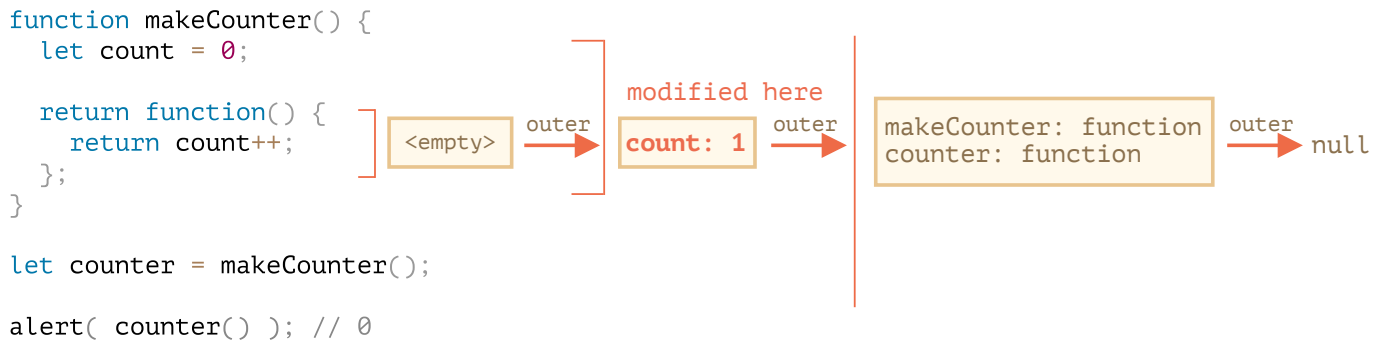 function makeCounter() {
let count = 0;
return function() {
return count++;
};
}
let counter = makeCounter();
alert( counter() ); // 0
<empty>
outer
modified here
count: 1
outer
makeCounter: function
counter: function
outer
null